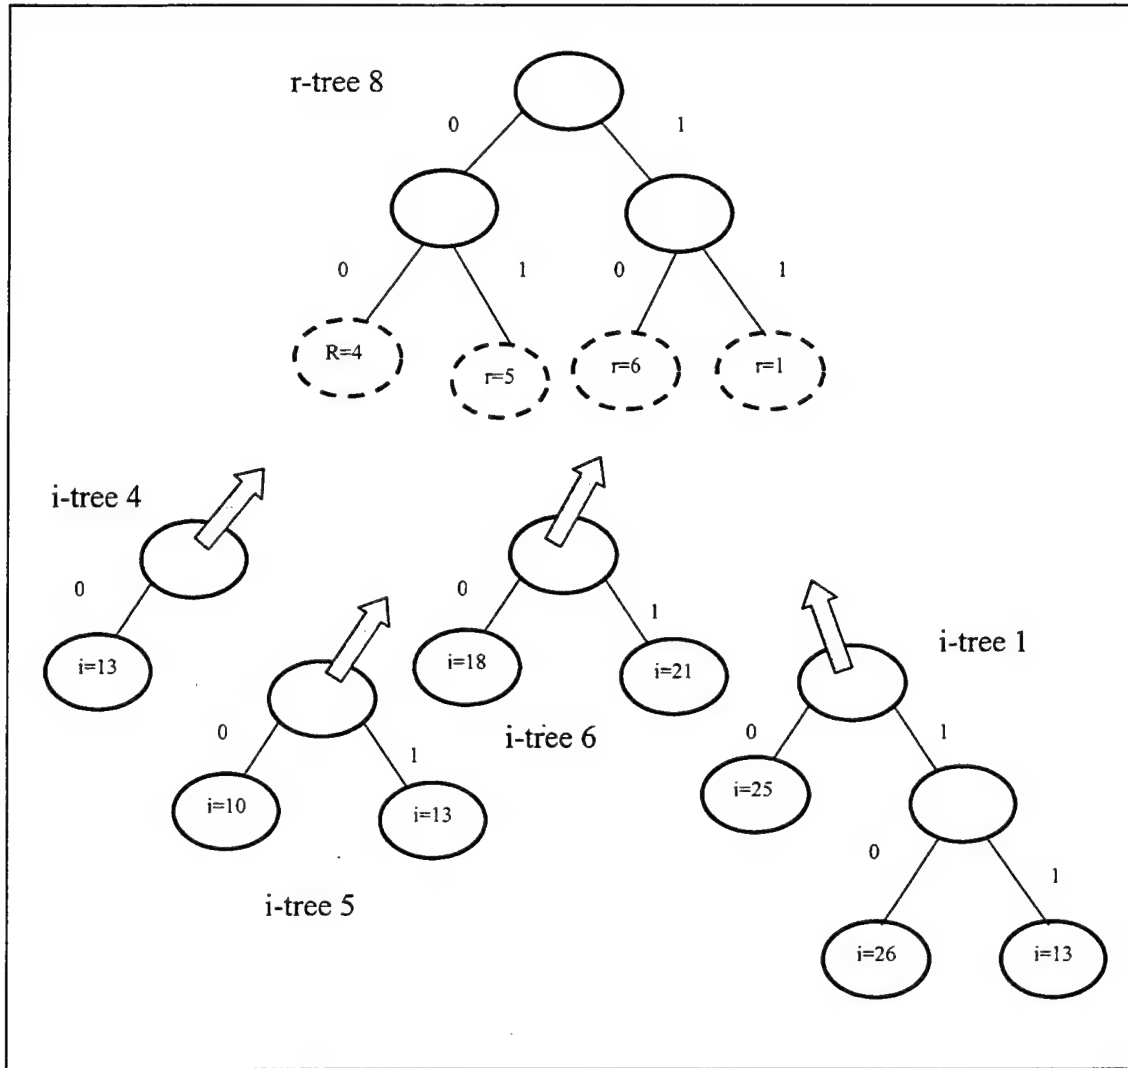 r-tree 8
0
1
0
1
0
1
R=4
r=5
r=6
r=1
i-tree 4
0
i=13
0
1
i=18
i=21
i-tree 6
i-tree 1
0
1
i=10
i=13
i-tree 5
0
1
i=25
0
1
i=26
i=13